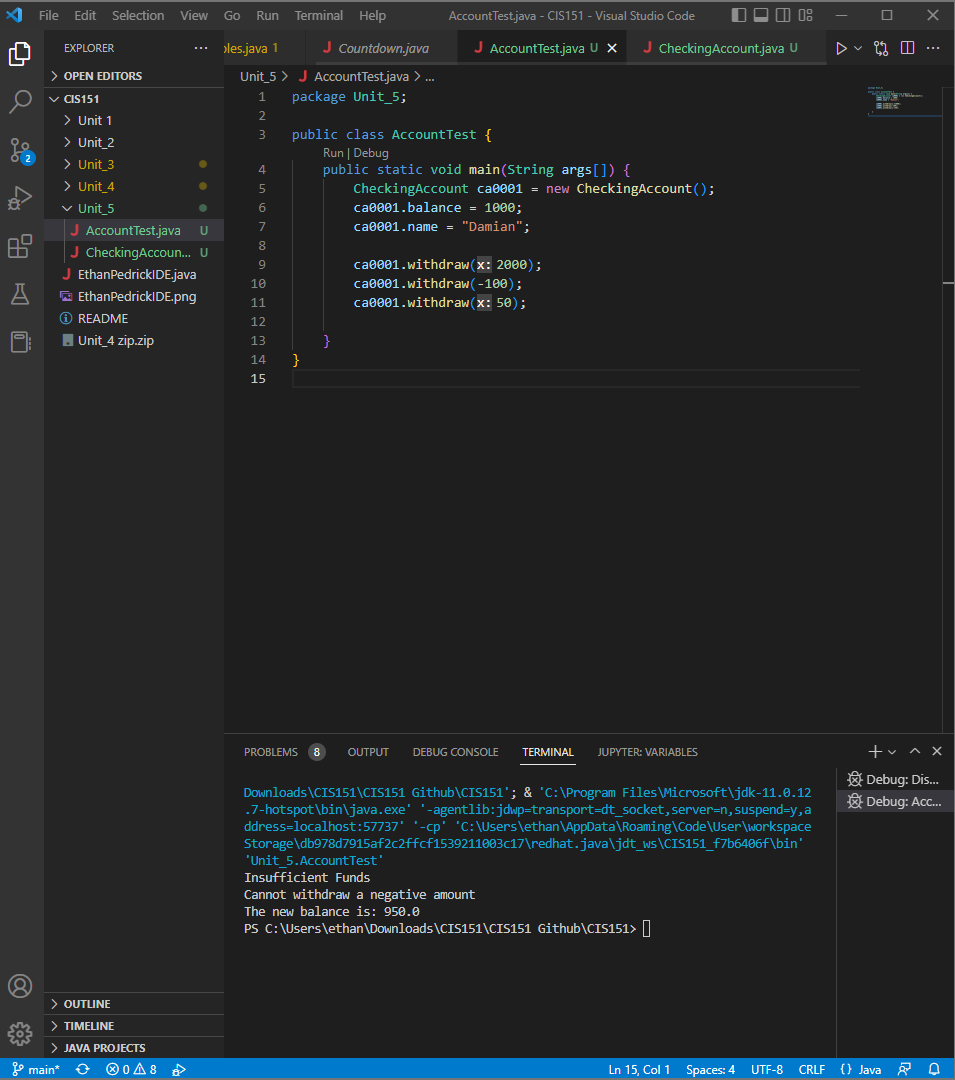 File Edit Selection View Go Run Terminal Help AccountTest.java - CIS151 - Visual Studio Code
EXPLORER ... oles.java 1 J Countdown.java J AccountTest.java U J CheckingAccount.java U ...
OPEN EDITORS
Unit_5 > J AccountTest.java > ...
CIS151
Unit 1
Unit_2
Unit_3
Unit_4
Unit_5
J AccountTest.java U
J CheckingAccoun... U
J EthanPedrickIDE.java
EthanPedrickIDE.png
README
Unit_4 zip.zip
2
1 package Unit_5;
2
3 public class AccountTest {
Run | Debug
4 public static void main(String args[]) {
5 CheckingAccount ca0001 = new CheckingAccount();
6 ca0001.balance = 1000;
7 ca0001.name = "Damian";
8
9 ca0001.withdraw(x: 2000);
10 ca0001.withdraw(-100);
11 ca0001.withdraw(x: 50);
12
13 }
14 }
15
PROBLEMS 8 OUTPUT DEBUG CONSOLE TERMINAL JUPYTER: VARIABLES
Debug: Dis...
Debug: Acc...
Downloads\CIS151\CIS151 Github\CIS151'; & 'C:\Program Files\Microsoft\jdk-11.0.12
.7-hotspot\bin\java.exe' '-agentlib:jdwp=transport=dt_socket,server=n,suspend=y,a
ddress=localhost:57737' '-cp' 'C:\Users\ethan\AppData\Roaming\Code\User\workspace
Storage\db978d7915af2c2ffcf1539211003c17\redhat.java\jdt_ws\CIS151_f7b6406f\bin'
'Unit_5.AccountTest'
Insufficient Funds
Cannot withdraw a negative amount
The new balance is: 950.0
PS C:\Users\ethan\Downloads\CIS151\CIS151 Github\CIS151>
OUTLINE
TIMELINE
JAVA PROJECTS
main* 0 8 Ln 15, Col 1 Spaces: 4 UTF-8 CRLF {} Java